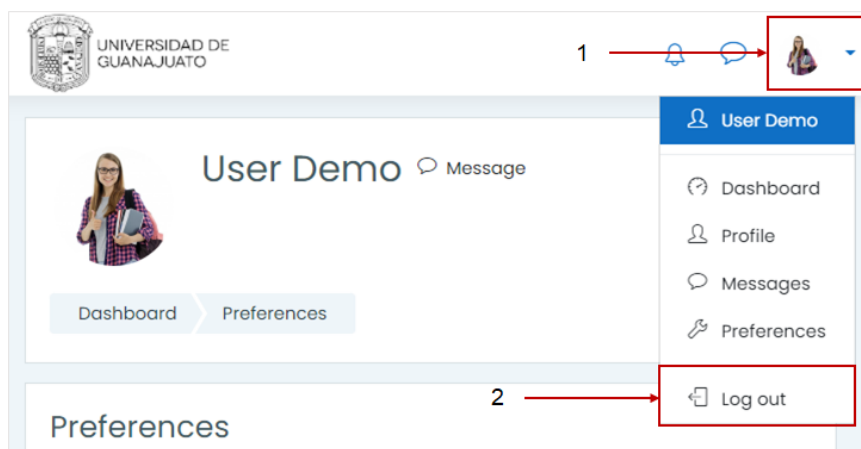 UNIVERSIDAD DE
GUANAJUATO
1
User Demo
User Demo
Message
Dashboard
Profile
Messages
Dashboard
Preferences
Preferences
2
Log out
Preferences